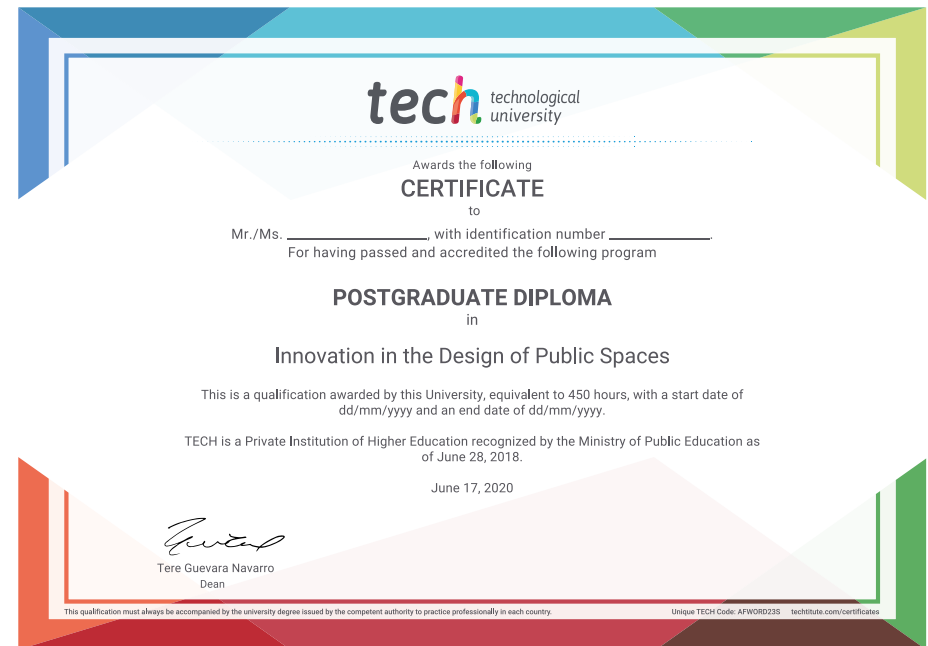 tech technological
university
Awards the following
CERTIFICATE
to
Mr./Ms. ____________________, with identification number ______________.
For having passed and accredited the following program
POSTGRADUATE DIPLOMA
in
Innovation in the Design of Public Spaces
This is a qualification awarded by this University, equivalent to 450 hours, with a start date of
dd/mm/yyyy and an end date of dd/mm/yyyy.
TECH is a Private Institution of Higher Education recognized by the Ministry of Public Education as
of June 28, 2018.
June 17, 2020
Tere Guevara Navarro
Dean
This qualification must always be accompanied by the university degree issued by the competent authority to practice professionally in each country. Unique TECH Code: AFWORD23S techtitute.com/certificates